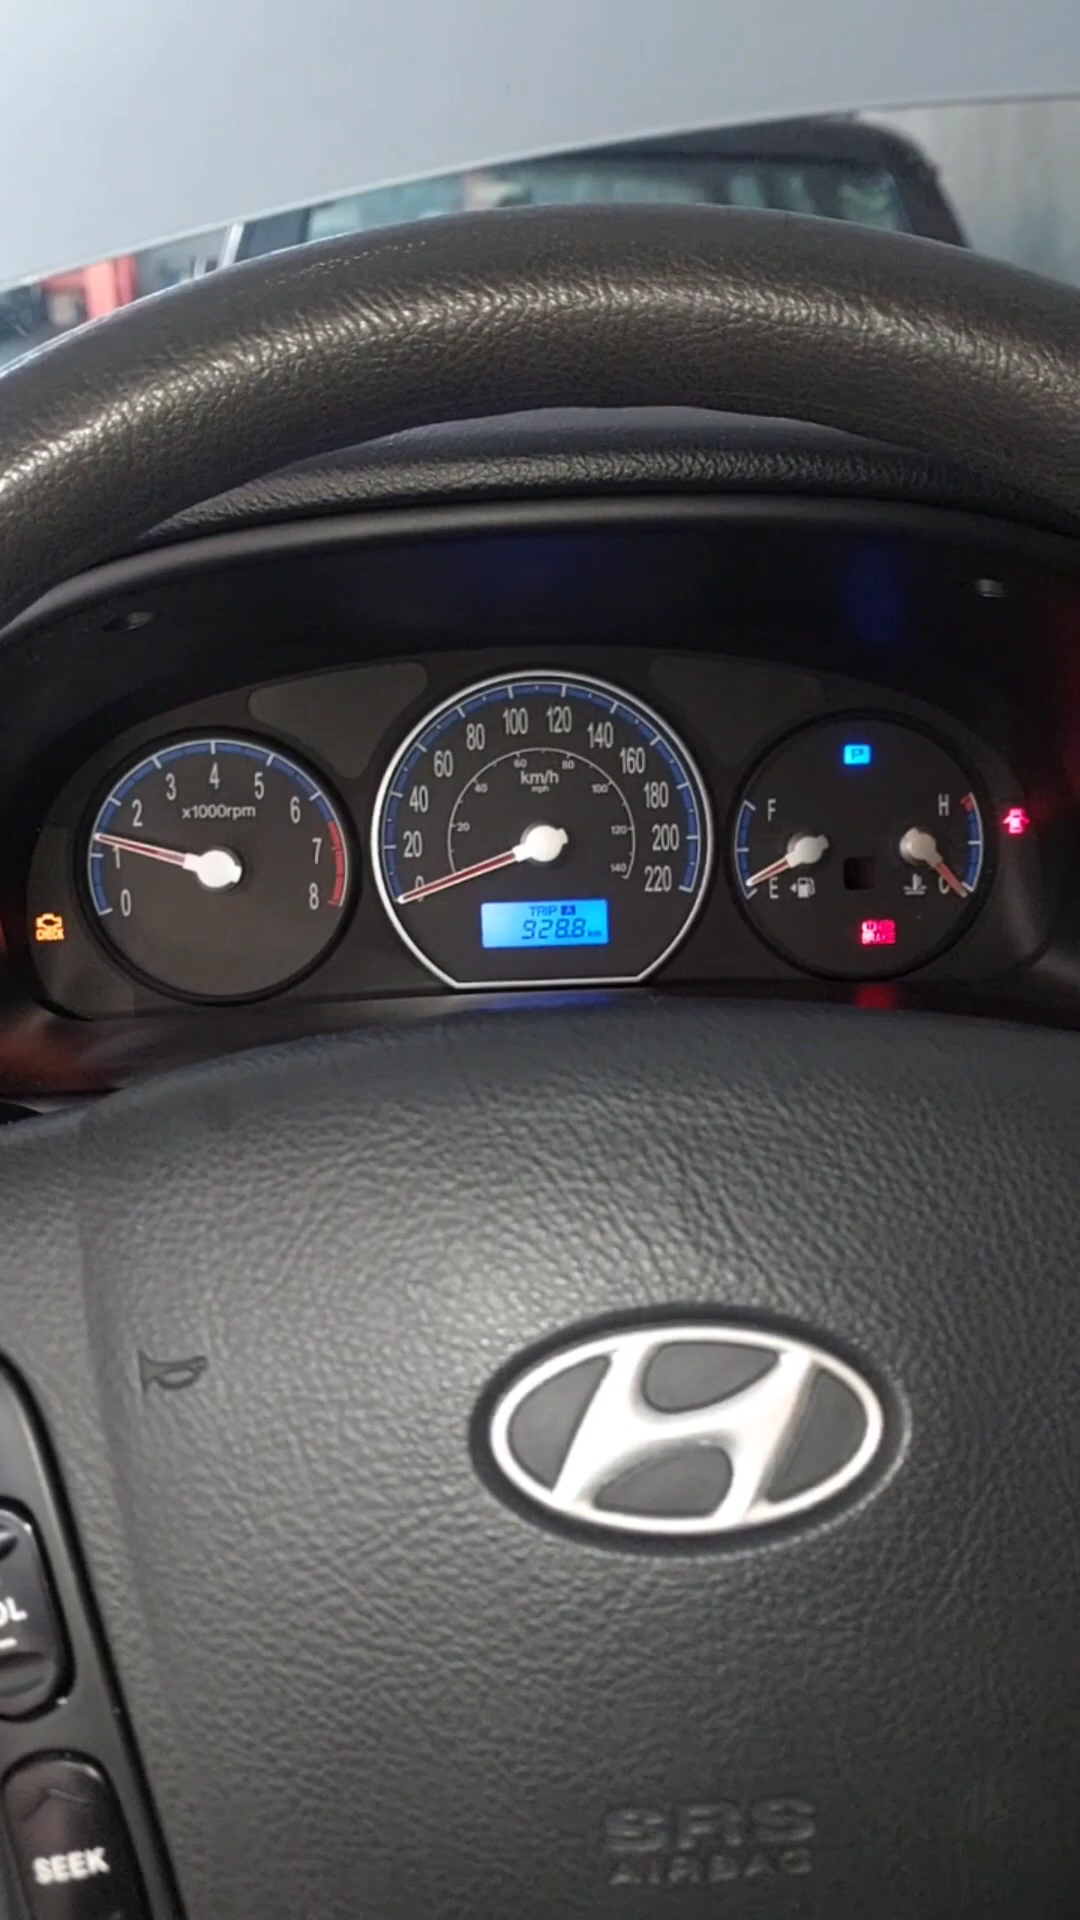 0 1 2 3 4 5 6 7 8
x1000rpm
CHECK
0 20 40 60 80 100 120 140 160 180 200 220
20 40 60 80 100 120 140
km/h
mph
TRIP A
928.8 km
P
F
E
H
C
BRAKE
OL
SEEK
SRS
AIRBAG